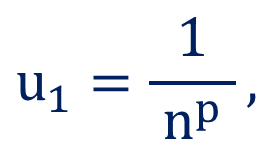 u₁ = 1/nᵖ,